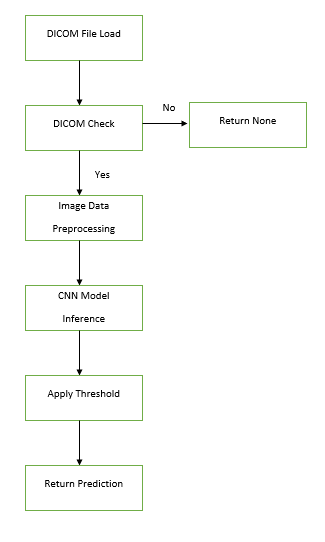 DICOM File Load
DICOM Check
No
Return None
Yes
Image Data
Preprocessing
CNN Model
Inference
Apply Threshold
Return Prediction